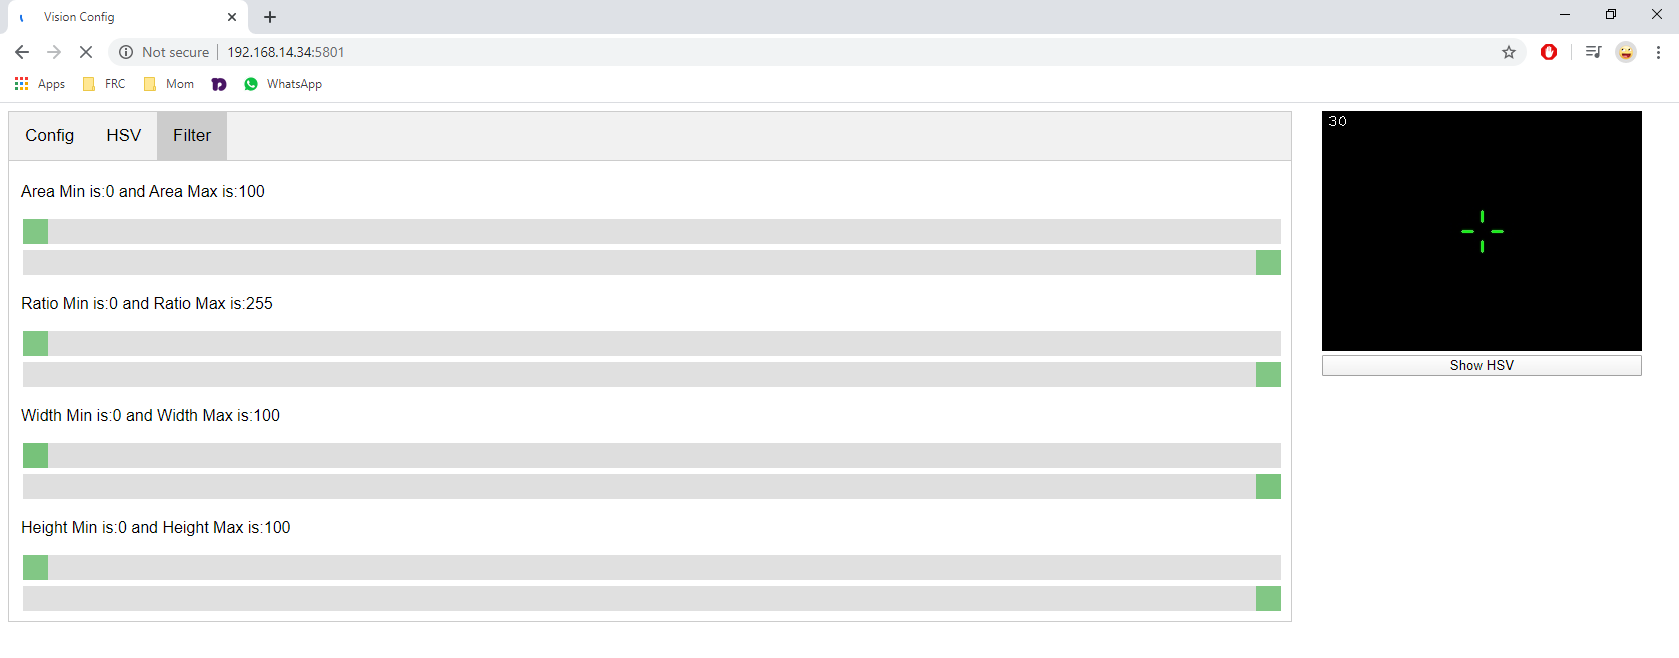 Vision Config
Not secure 192.168.14.34:5801
Apps FRC Mom WhatsApp
Config HSV Filter
30
Area Min is:0 and Area Max is:100
Ratio Min is:0 and Ratio Max is:255
Show HSV
Width Min is:0 and Width Max is:100
Height Min is:0 and Height Max is:100